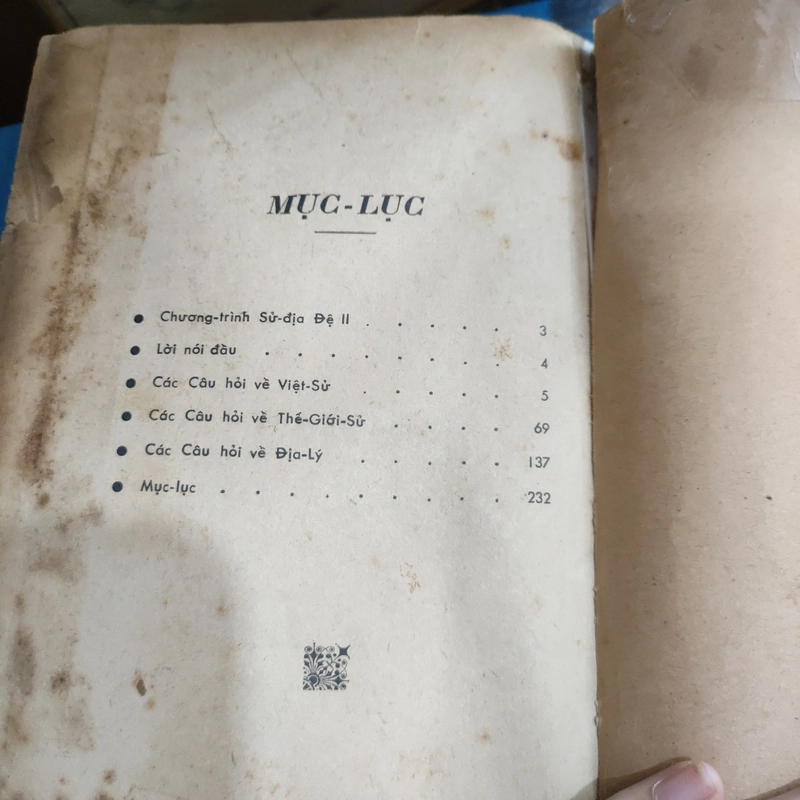 MỤC-LỤC
● Chương-trình Sử-địa Đệ II . . . . . 3
● Lời nói đầu . . . . . . . . 4
● Các Câu hỏi về Việt-Sử . . . . . 5
● Các Câu hỏi về Thế-Giới-Sử . . . . 69
● Các Câu hỏi về Địa-Lý . . . . . 137
● Mục-lục . . . . . . . . . 232